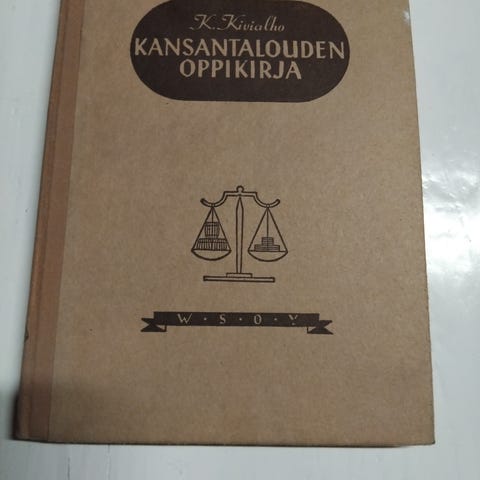 K. Kivialho
KANSANTALOUDEN
OPPIKIRJA
W · S · O · Y